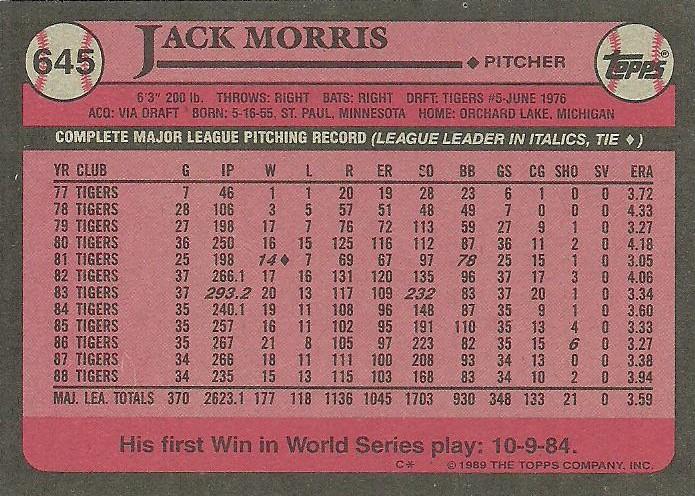 645
JACK MORRIS
♦ PITCHER
Topps®
6'3" 200 lb. THROWS: RIGHT BATS: RIGHT DRFT: TIGERS #5-JUNE 1976
ACQ: VIA DRAFT BORN: 5-16-55, ST. PAUL, MINNESOTA HOME: ORCHARD LAKE, MICHIGAN
COMPLETE MAJOR LEAGUE PITCHING RECORD (LEAGUE LEADER IN ITALICS, TIE ♦)
YR CLUB G IP W L R ER SO BB GS CG SHO SV ERA
77 TIGERS 7 46 1 1 20 19 28 23 6 1 0 0 3.72
78 TIGERS 28 106 3 5 57 51 48 49 7 0 0 0 4.33
79 TIGERS 27 198 17 7 76 72 113 59 27 9 1 0 3.27
80 TIGERS 36 250 16 15 125 116 112 87 36 11 2 0 4.18
81 TIGERS 25 198 14♦ 7 69 67 97 78 25 15 1 0 3.05
82 TIGERS 37 266.1 17 16 131 120 135 96 37 17 3 0 4.06
83 TIGERS 37 293.2 20 13 117 109 232 83 37 20 1 0 3.34
84 TIGERS 35 240.1 19 11 108 96 148 87 35 9 1 0 3.60
85 TIGERS 35 257 16 11 102 95 191 110 35 13 4 0 3.33
86 TIGERS 35 267 21 8 105 97 223 82 35 15 6 0 3.27
87 TIGERS 34 266 18 11 111 100 208 93 34 13 0 0 3.38
88 TIGERS 34 235 15 13 115 103 168 83 34 10 2 0 3.94
MAJ. LEA. TOTALS 370 2623.1 177 118 1136 1045 1703 930 348 133 21 0 3.59
His first Win in World Series play: 10-9-84.
C* © 1989 THE TOPPS COMPANY, INC.